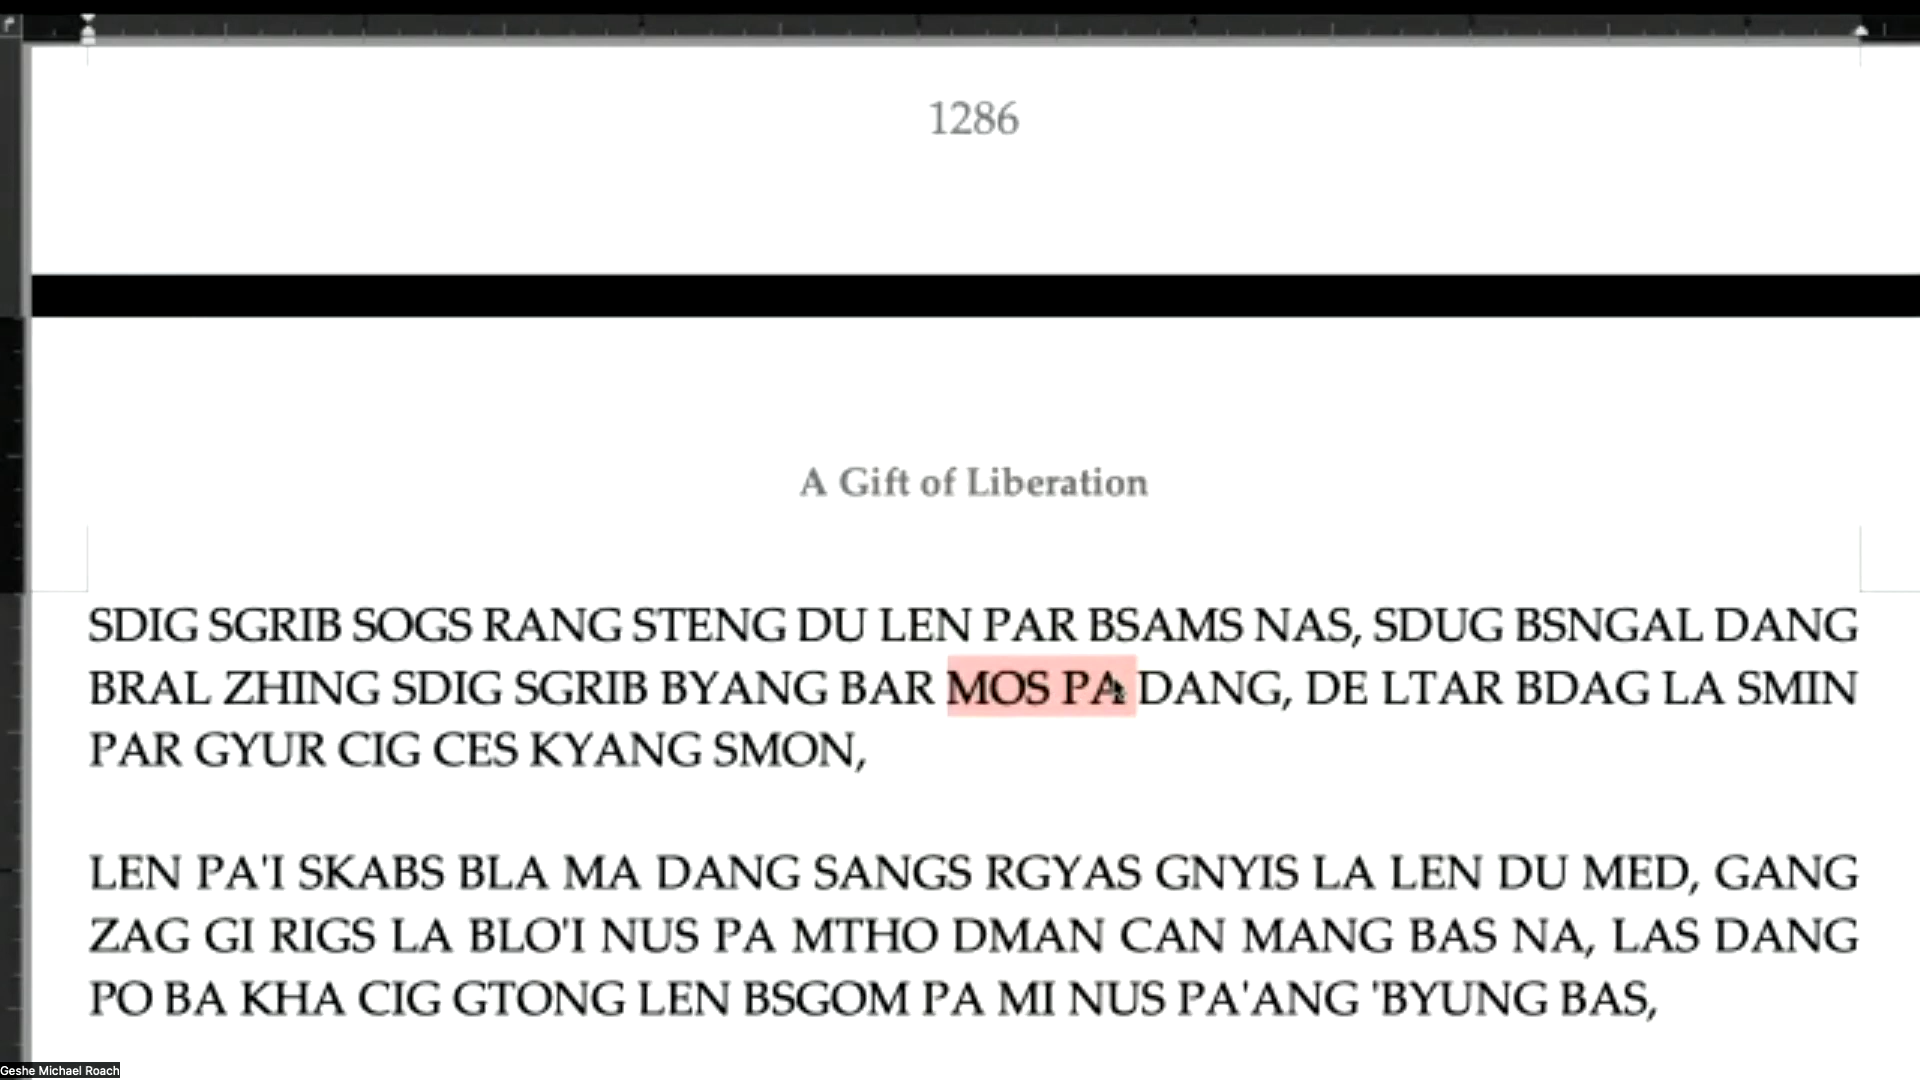 1286
A Gift of Liberation
SDIG SGRIB SOGS RANG STENG DU LEN PAR BSAMS NAS, SDUG BSNGAL DANG
BRAL ZHING SDIG SGRIB BYANG BAR MOS PA DANG, DE LTAR BDAG LA SMIN
PAR GYUR CIG CES KYANG SMON,
LEN PA'I SKABS BLA MA DANG SANGS RGYAS GNYIS LA LEN DU MED, GANG
ZAG GI RIGS LA BLO'I NUS PA MTHO DMAN CAN MANG BAS NA, LAS DANG
PO BA KHA CIG GTONG LEN BSGOM PA MI NUS PA'ANG 'BYUNG BAS,
Geshe Michael Roach